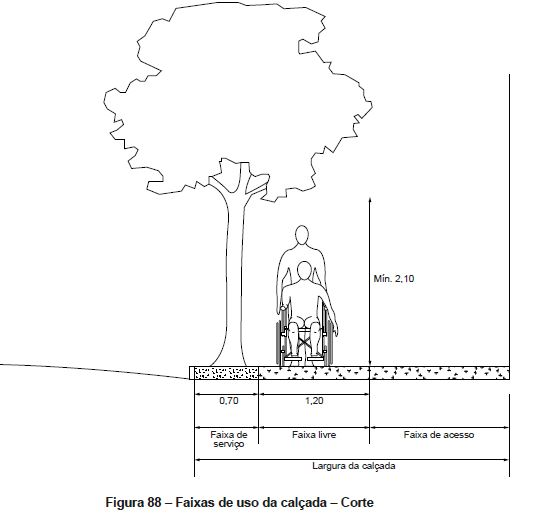 Mín. 2,10
0,70
1,20
Faixa de
serviço
Faixa livre
Faixa de acesso
Largura da calçada
Figura 88 – Faixas de uso da calçada – Corte